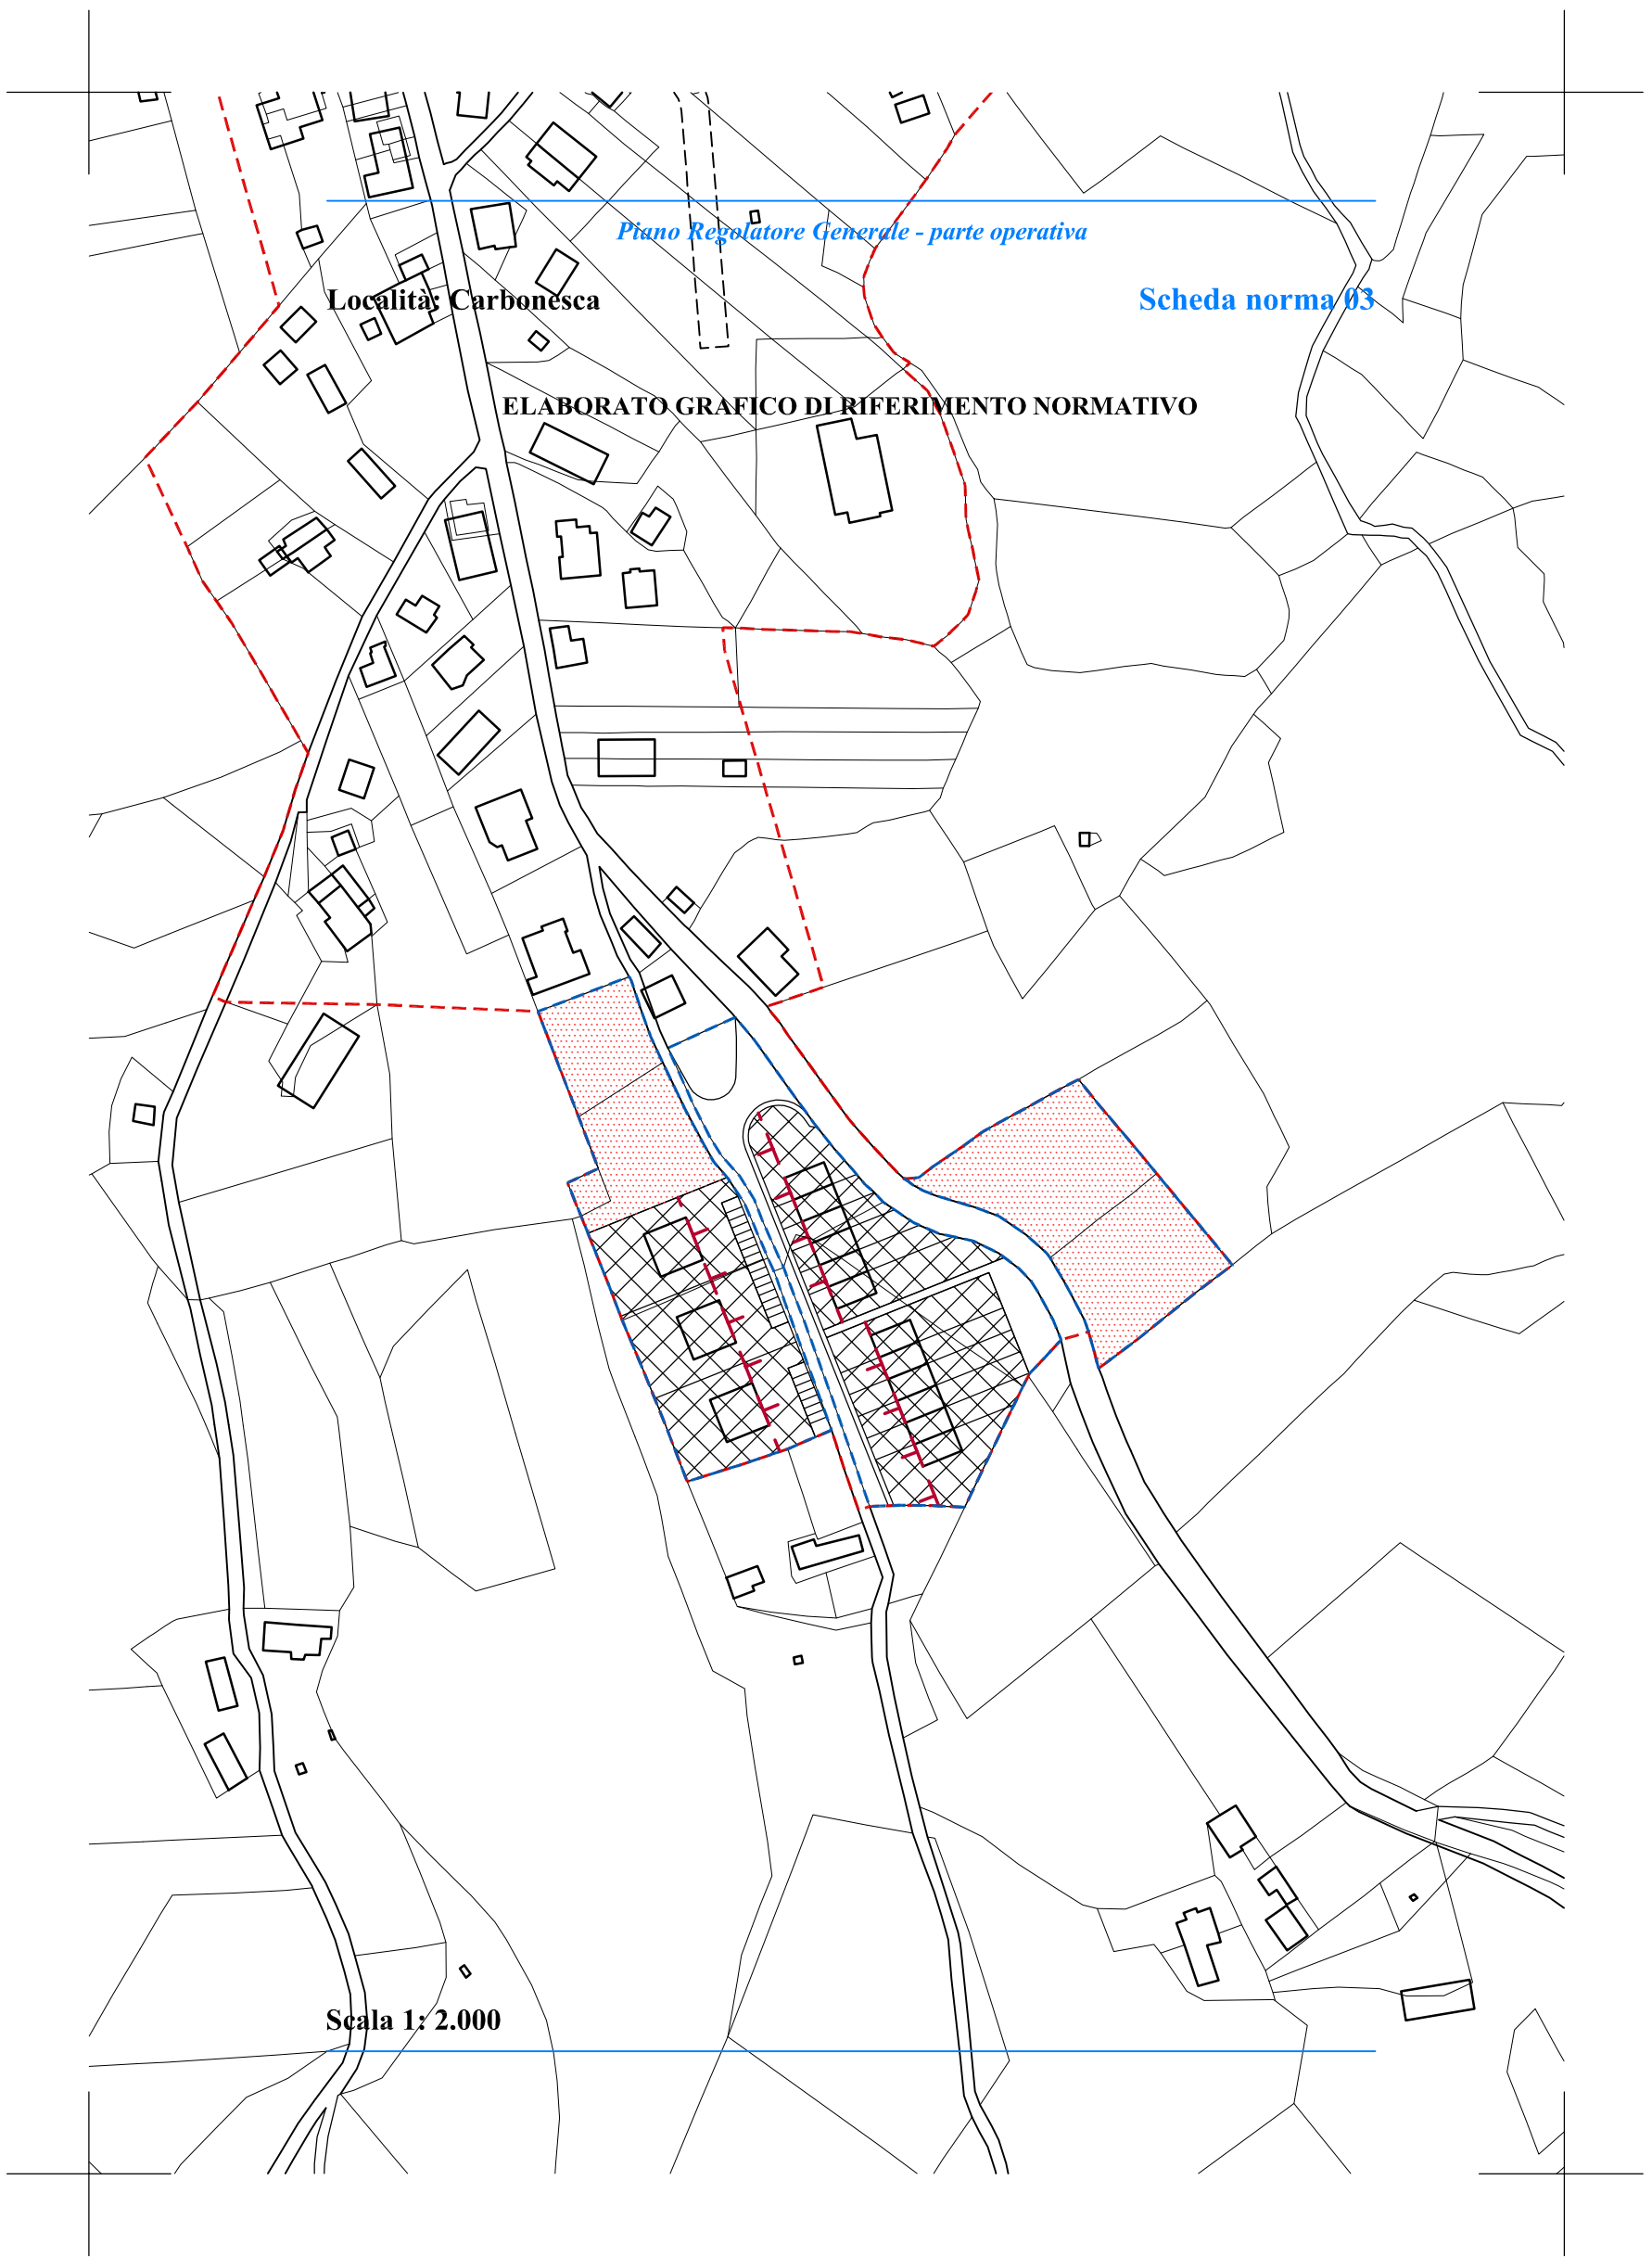 Piano Regolatore Generale - parte operativa
Località: Carbonesca
Scheda norma 03
ELABORATO GRAFICO DI RIFERIMENTO NORMATIVO
Scala 1: 2.000